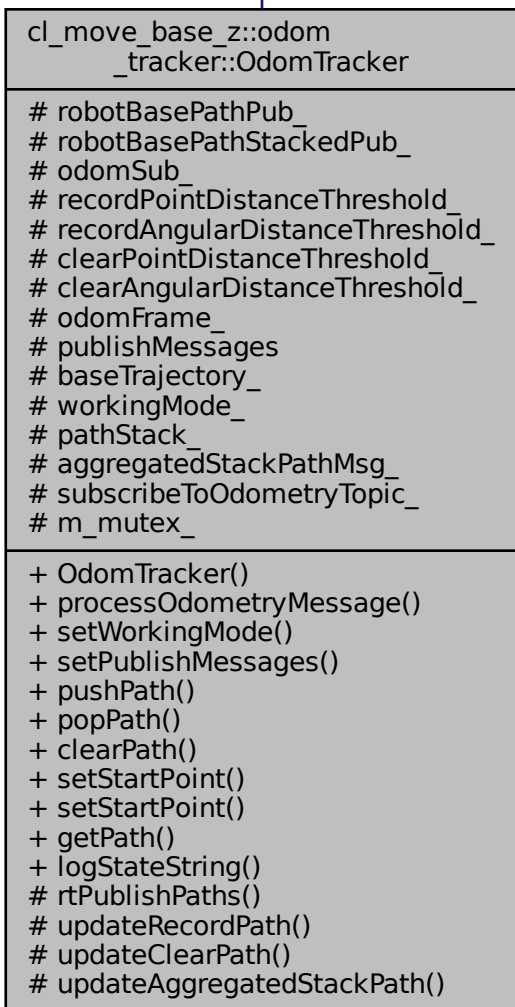 cl_move_base_z::odom
_tracker::OdomTracker
# robotBasePathPub_
# robotBasePathStackedPub_
# odomSub_
# recordPointDistanceThreshold_
# recordAngularDistanceThreshold_
# clearPointDistanceThreshold_
# clearAngularDistanceThreshold_
# odomFrame_
# publishMessages
# baseTrajectory_
# workingMode_
# pathStack_
# aggregatedStackPathMsg_
# subscribeToOdometryTopic_
# m_mutex_
+ OdomTracker()
+ processOdometryMessage()
+ setWorkingMode()
+ setPublishMessages()
+ pushPath()
+ popPath()
+ clearPath()
+ setStartPoint()
+ setStartPoint()
+ getPath()
+ logStateString()
# rtPublishPaths()
# updateRecordPath()
# updateClearPath()
# updateAggregatedStackPath()